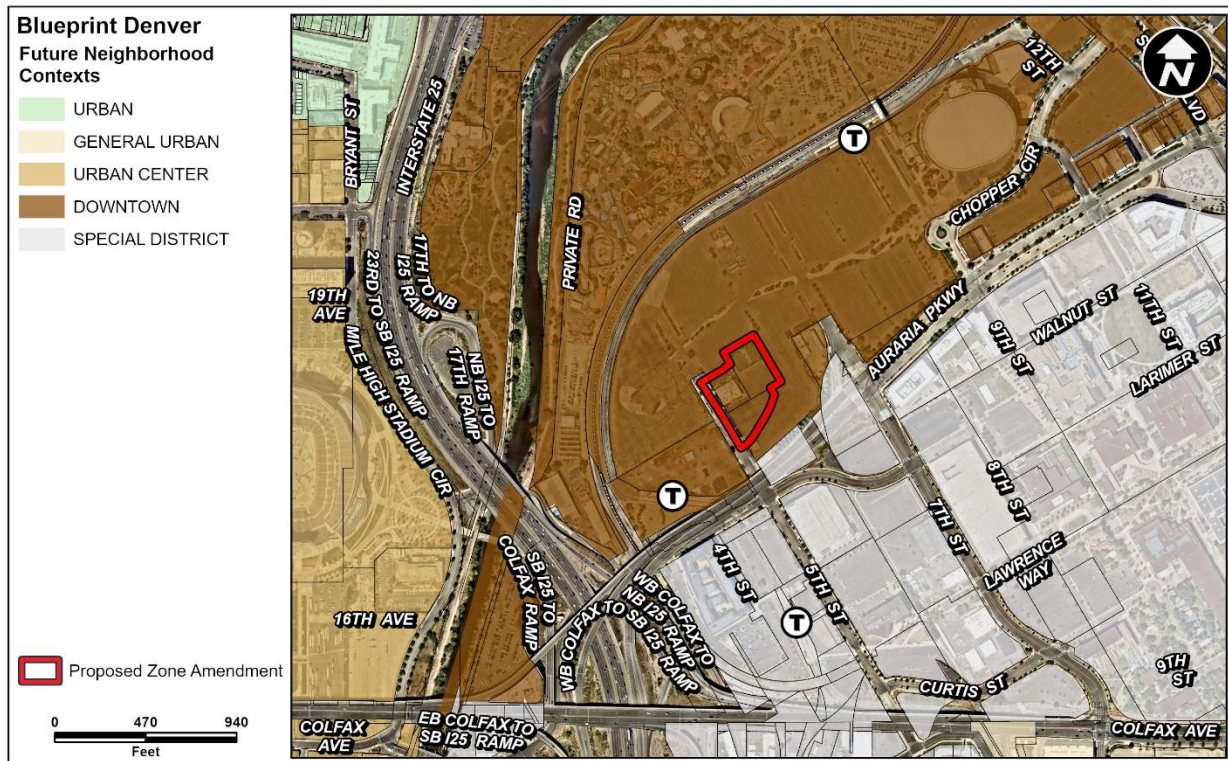 Blueprint Denver
Future Neighborhood
Contexts
URBAN
GENERAL URBAN
URBAN CENTER
DOWNTOWN
SPECIAL DISTRICT
Proposed Zone Amendment
0 470 940
Feet
N
12TH
ST
LVD
BRYANT ST
INTERSTATE 25
PRIVATE RD
T
CHOPPER CIR
17TH TO NB
I25 RAMP
23RD TO SB I25 RAMP
19TH
AVE
MILE HIGH STADIUM CIR
NB I25 TO
17TH RAMP
AURARIA PKWY
9TH ST
WALNUT ST
11TH ST
LARIMER ST
T
8TH ST
7TH ST
LAWRENCE
WAY
4TH ST
5TH ST
T
SB I25 TO
COLFAX RAMP
WB COLFAX TO
NB I25 RAMP
WB COLFAX TO SB I25 RAMP
16TH AVE
9TH
ST
CURTIS ST
COLFAX
AVE
EB COLFAX TO
SB I25 RAMP
COLFAX AVE